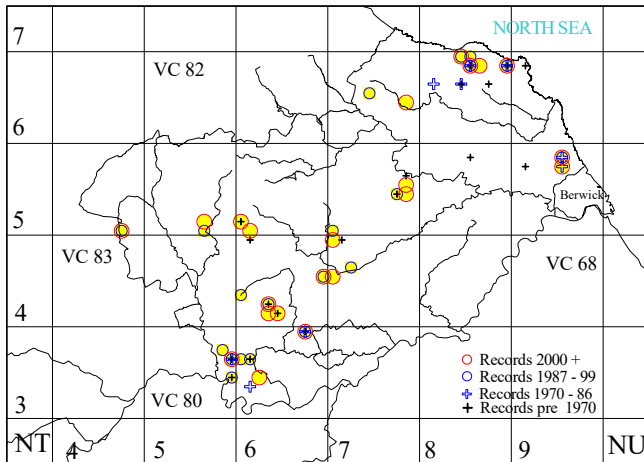 NORTH SEA
7
VC 82
6
Berwick
5
VC 83
VC 68
4
Records 2000 +
Records 1987 - 99
Records 1970 - 86
VC 80
Records pre 1970
3
NT 4 5 6 7 8 9 NU